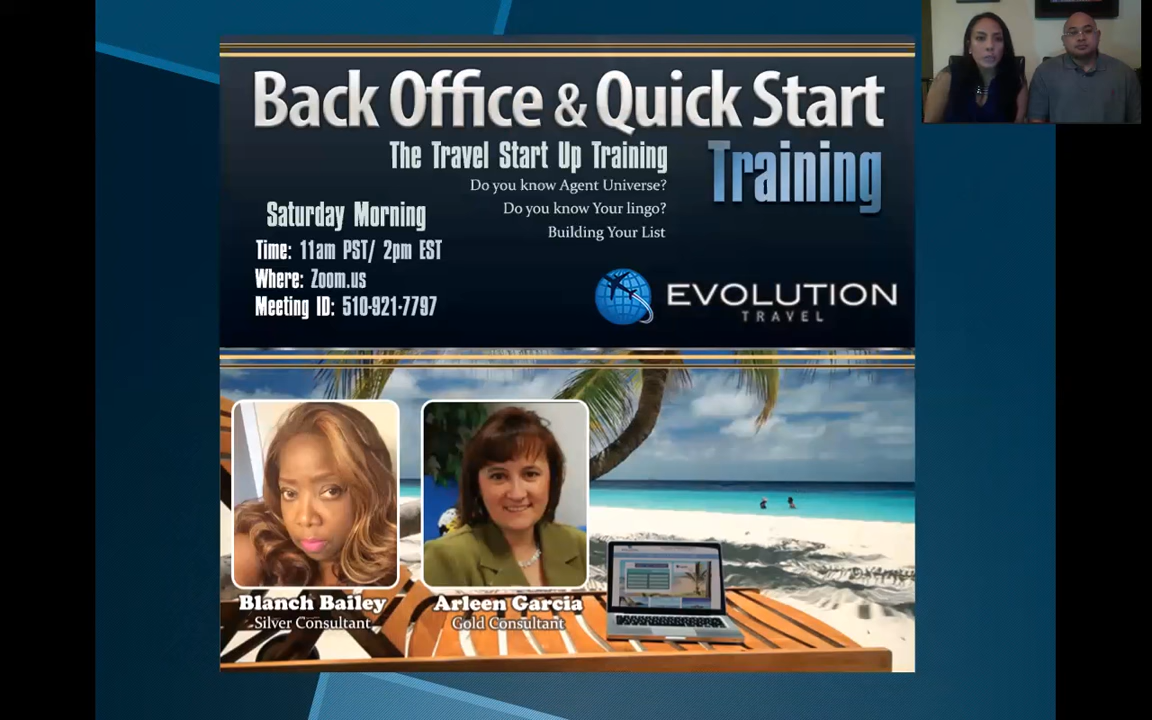 Back Office & Quick Start
Training
The Travel Start Up Training
Do you know Agent Universe?
Do you know Your lingo?
Building Your List
Saturday Morning
Time: 11am PST/ 2pm EST
Where: Zoom.us
Meeting ID: 510-921-7797
EVOLUTION
TRAVEL
Blanch Bailey
Silver Consultant
Arleen Garcia
Gold Consultant